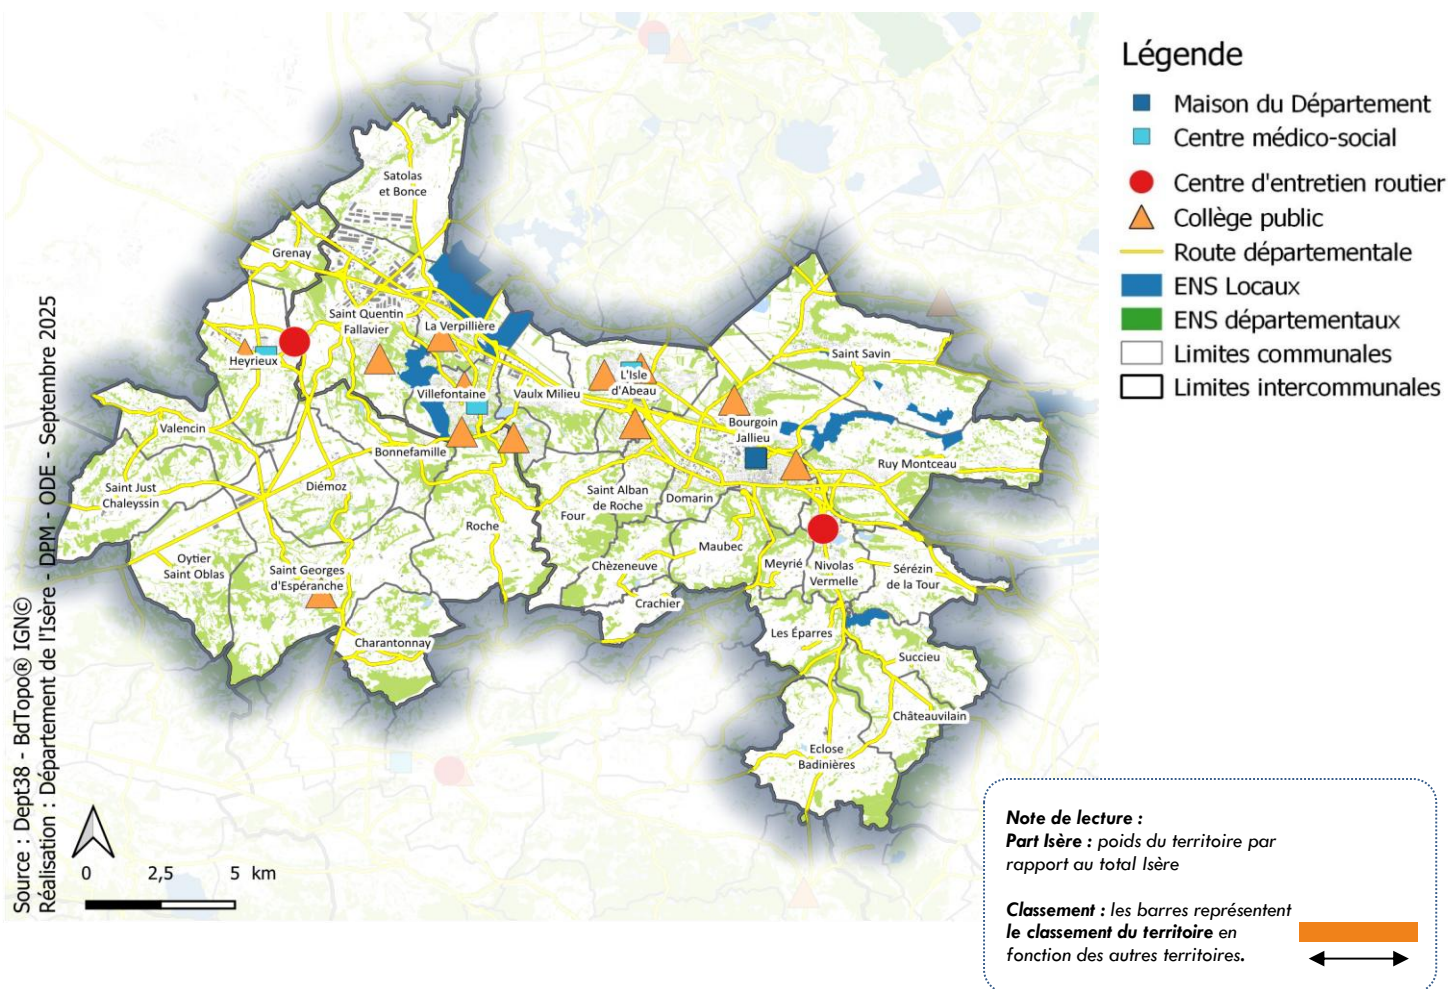 Légende
Maison du Département
Centre médico-social
Centre d'entretien routier
Collège public
Route départementale
ENS Locaux
ENS départementaux
Limites communales
Limites intercommunales
Satolas
et Bonce
Grenay
Saint Quentin
Fallavier
La Verpillière
Heyrieux
Villefontaine
Vaulx Milieu
L'Isle
d'Abeau
Saint Savin
Bourgoin
Jallieu
Valencin
Bonnefamille
Ruy Montceau
Saint Just
Chaleyssin
Diémoz
Saint Alban
de Roche
Domarin
Four
Roche
Maubec
Oytier
Saint Oblas
Saint Georges
d'Espéranche
Chèzeneuve
Meyrié
Nivolas
Vermelle
Sérézin
de la Tour
Crachier
Charantonnay
Les Éparres
Succieu
Châteauvilain
Eclose
Badinières
Source : Dept38 - BdTopo® IGN©
Réalisation : Département de l'Isère - DPM - ODE - Septembre 2025
0 2,5 5 km
Note de lecture :
Part Isère : poids du territoire par
rapport au total Isère
Classement : les barres représentent
le classement du territoire en
fonction des autres territoires.